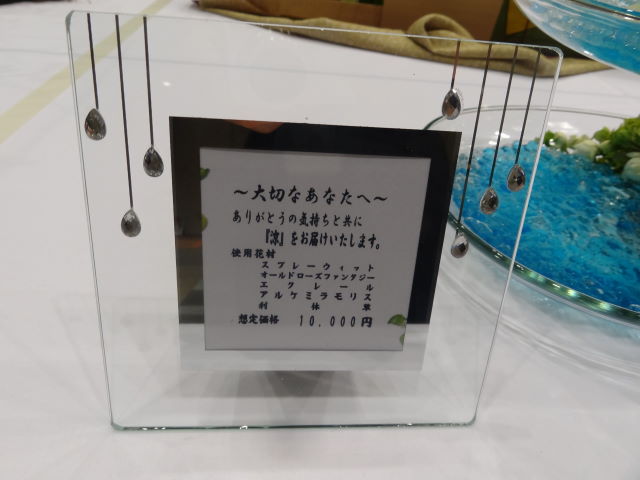 ～大切なあなたへ～
ありがとうの気持ちと共に
『涼』をお届けいたします。
使用花材
スプレーウィット
オールドローズファンタジー
エクレール
アルケミラモリス
利休草
想定価格 10,000円